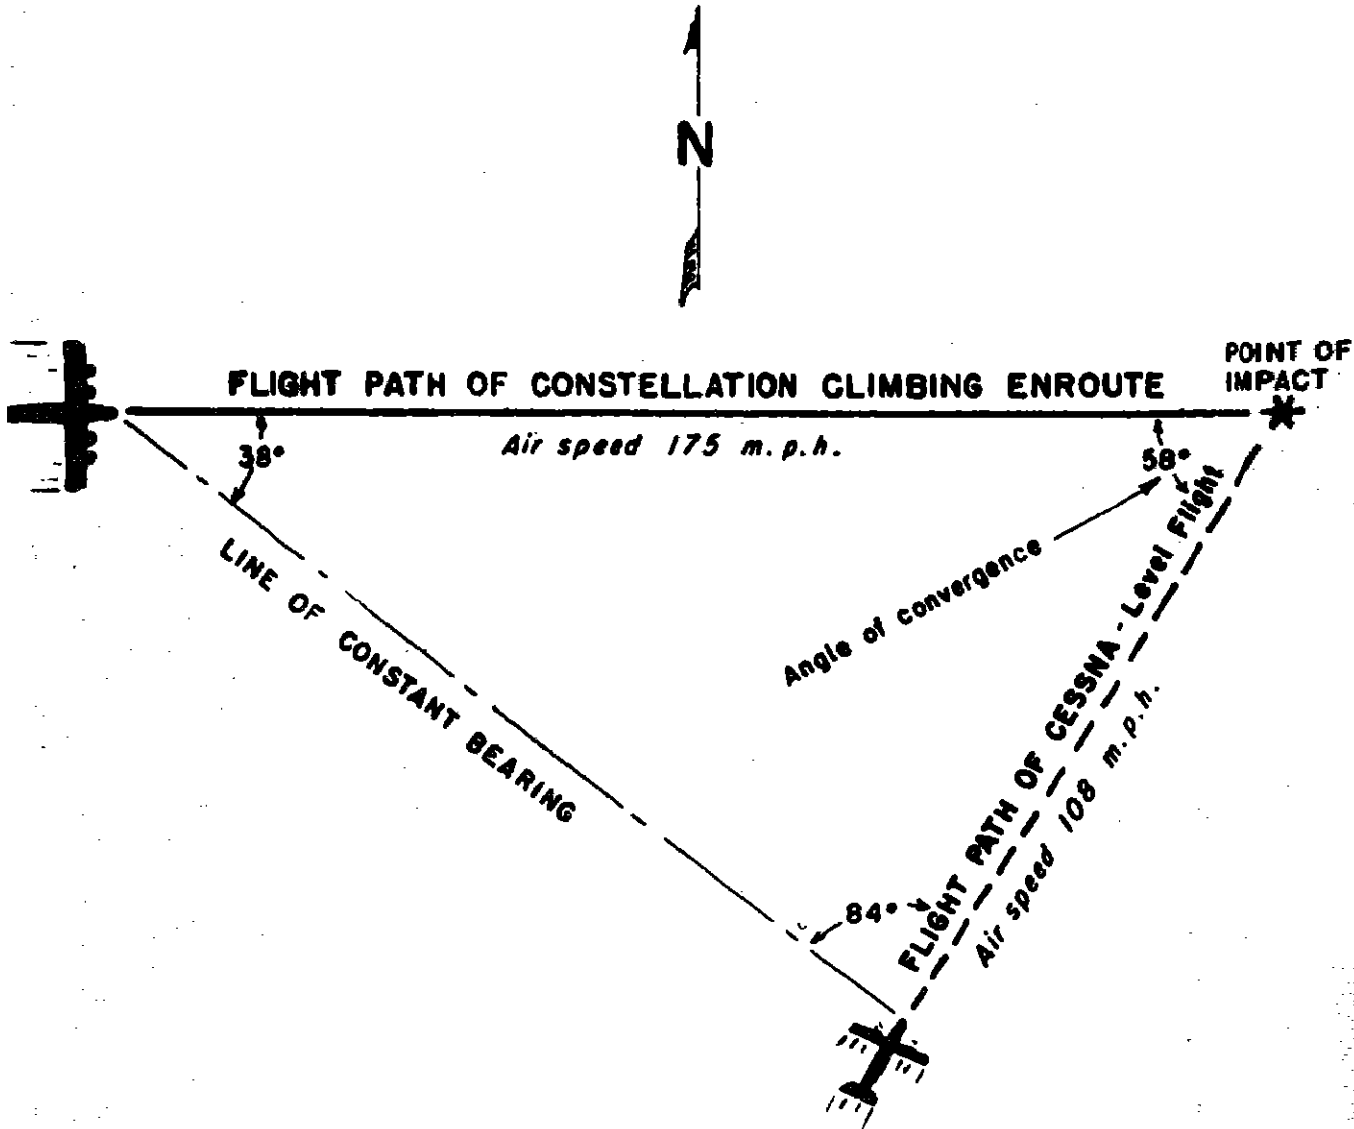 N
POINT OF
IMPACT
FLIGHT PATH OF CONSTELLATION CLIMBING ENROUTE
Air speed 175 m.p.h.
38°
58°
Angle of convergence
LINE OF CONSTANT BEARING
84°
FLIGHT PATH OF CESSNA - Level Flight
Air speed 108 m.p.h.